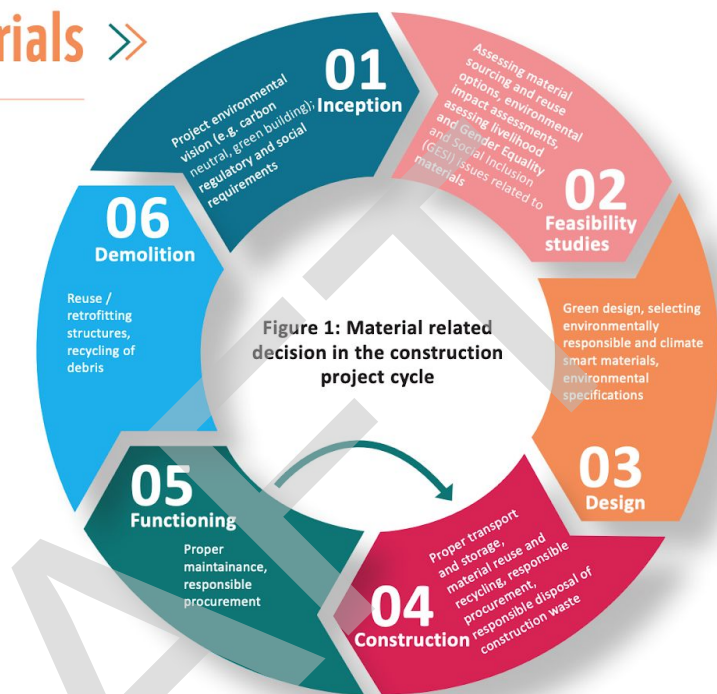 rials >>
01
Inception
Project environmental
vision (e.g. carbon
neutral, green building);
regulatory and social
requirements
Assessing material
sourcing and reuse
options, environmental
impact assessments,
asessing livelihood
and Gender Equality
and Social Inclusion
(GESI) issues related to
materials
02
Feasibility
studies
Green design, selecting
environmentally
responsible and climate
smart materials,
environmental
specifications
03
Design
Proper transport
and storage,
material reuse and
recycling, responsible
procurement,
responsible disposal of
construction waste
04
Construction
05
Functioning
Proper
maintainance,
responsible
procurement
06
Demolition
Reuse /
retrofitting
structures,
recycling of
debris
Figure 1: Material related
decision in the construction
project cycle